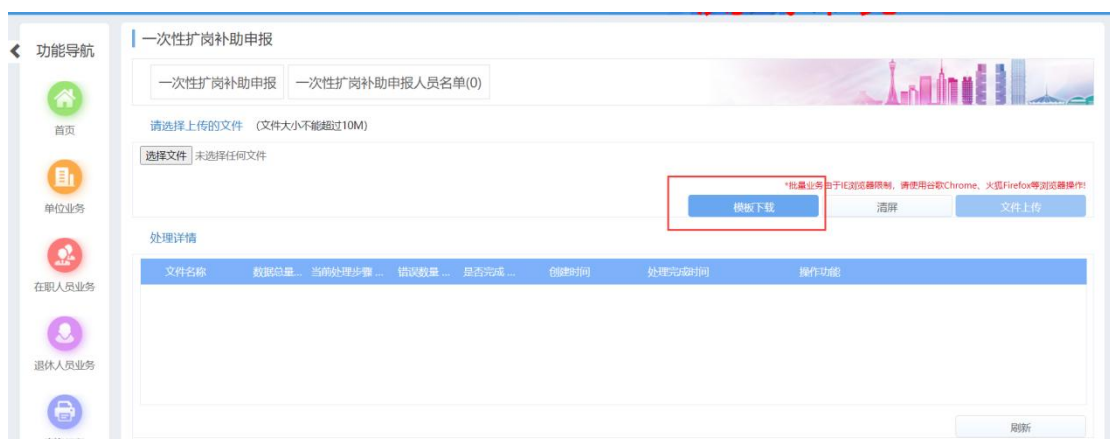 功能导航
首页
单位业务
在职人员业务
退休人员业务
一次性扩岗补助申报
一次性扩岗补助申报 一次性扩岗补助申报人员名单(0)
请选择上传的文件 (文件大小不能超过10M)
选择文件 未选择任何文件
*批量业务由于IE浏览器限制，请使用谷歌Chrome、火狐Firefox等浏览器操作!
模板下载 清屏 文件上传
处理详情
文件名称 数据总量... 当前处理步骤 ... 错误数量 ... 是否完成 ... 创建时间 处理完成时间 操作功能
刷新